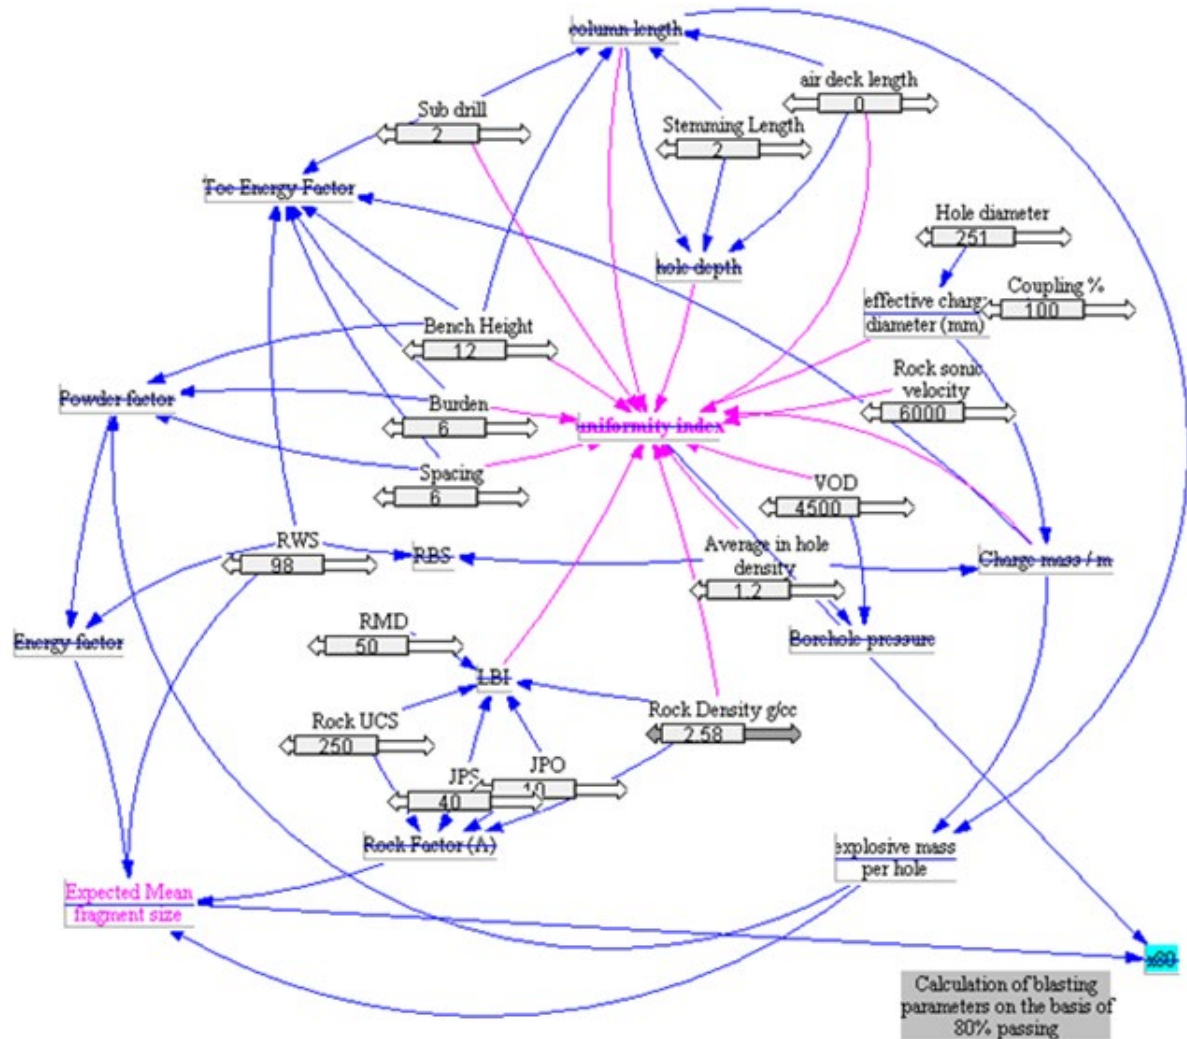 column length
air deck length
0
Sub drill
2
Stemming Length
2
Toe Energy Factor
Hole diameter
251
hole depth
effective charg
diameter (mm)
Coupling %
100
Bench Height
12
Rock sonic
velocity
6000
Powder factor
Burden
6
uniformity index
Spacing
6
VOD
4500
RWS
98
RBS
Average in hole
density
1.2
Charge mass / m
Energy factor
RMD
50
Borehole pressure
LBI
Rock UCS
250
Rock Density g/cc
2.58
JPS
40
JPO
10
Rock Factor (A)
explosive mass
per hole
Expected Mean
fragment size
x80
Calculation of blasting
parameters on the basis of
80% passing